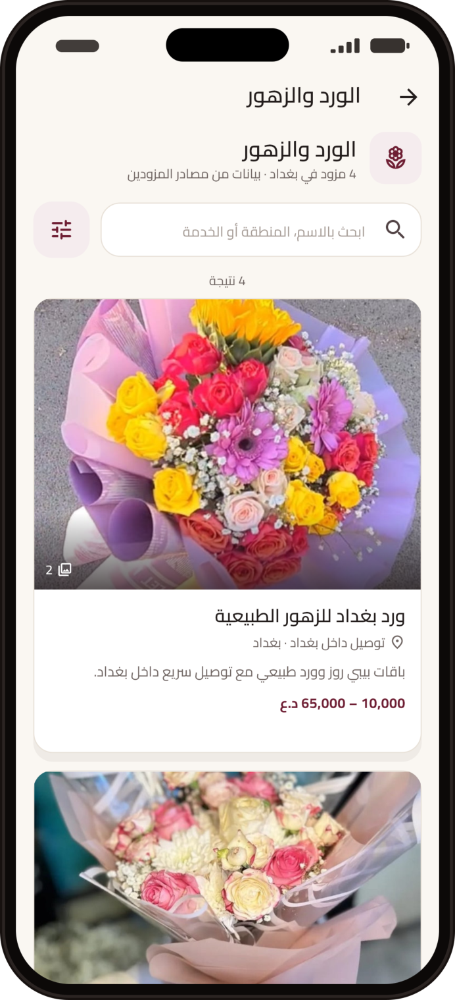 الورد والزهور
الورد والزهور
4 مزود في بغداد · بيانات من مصادر المزودين
ابحث بالاسم، المنطقة أو الخدمة
4 نتيجة
2
ورد بغداد للزهور الطبيعية
توصيل داخل بغداد · بغداد
باقات بيبي روز وورد طبيعي مع توصيل سريع داخل بغداد.
10,000 – 65,000 د.ع